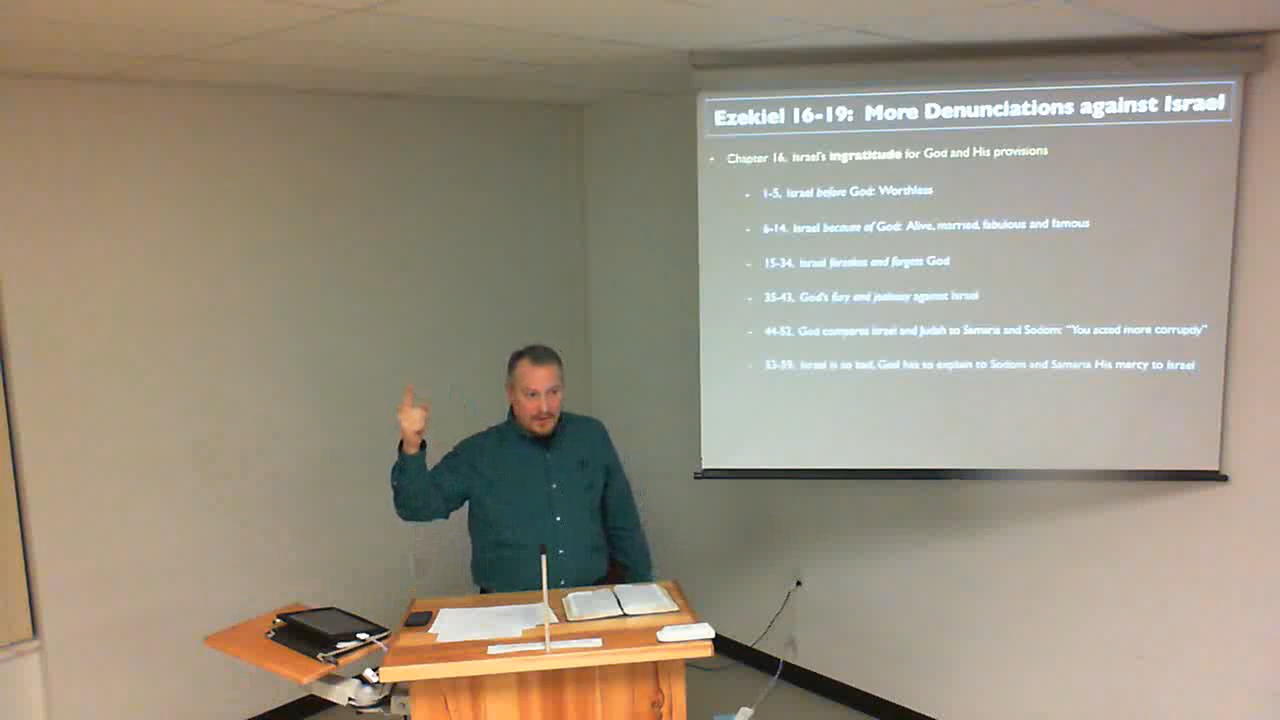 Ezekiel 16-19: More Denunciations against Israel
• Chapter 16. Israel's ingratitude for God and His provisions
- 1-5. Israel before God: Worthless
- 6-14. Israel because of God: Alive, married, fabulous and famous
- 15-34. Israel forsakes and forgets God
- 35-43. God's fury and jealousy against Israel
- 44-52. God compares Israel and Judah to Samaria and Sodom: "You acted more corruptly"
- 53-59. Israel is so bad, God has to explain to Sodom and Samaria His mercy to Israel